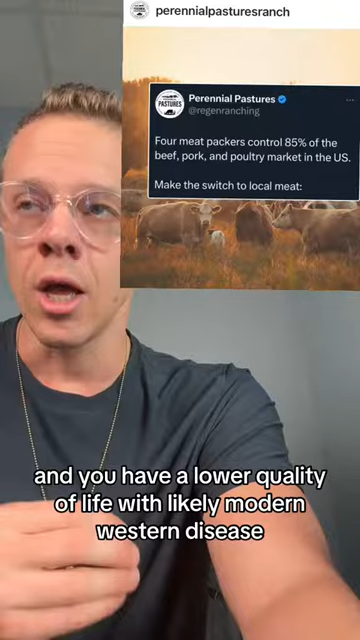 perennialpasturesranch
Perennial Pastures
@regenranching
PASTURES
Four meat packers control 85% of the
beef, pork, and poultry market in the US.
Make the switch to local meat:
and you have a lower quality
of life with likely modern
western disease